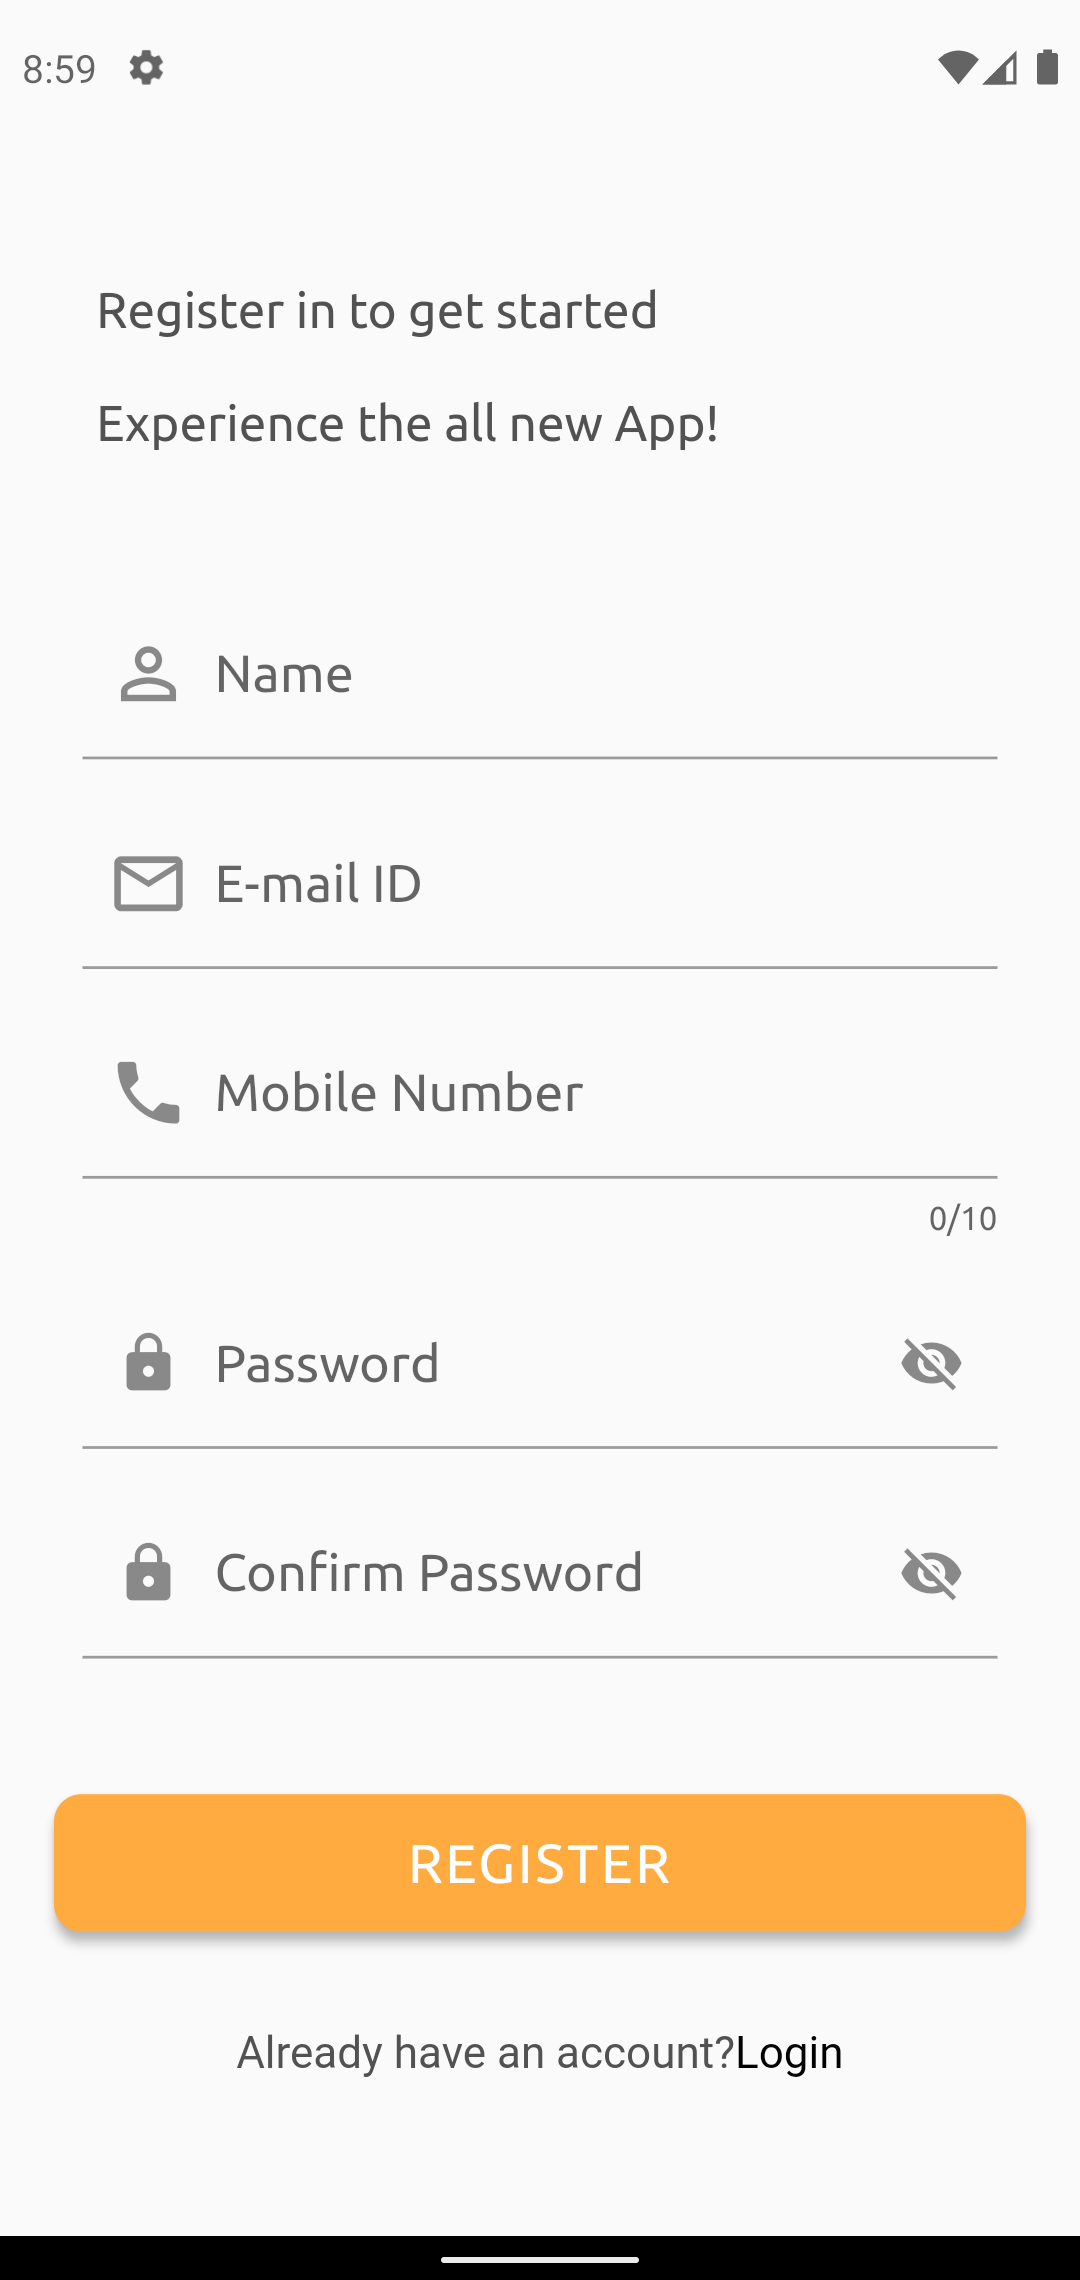 8:59
Register in to get started
Experience the all new App!
Name
E-mail ID
Mobile Number
0/10
Password
Confirm Password
REGISTER
Already have an account?Login